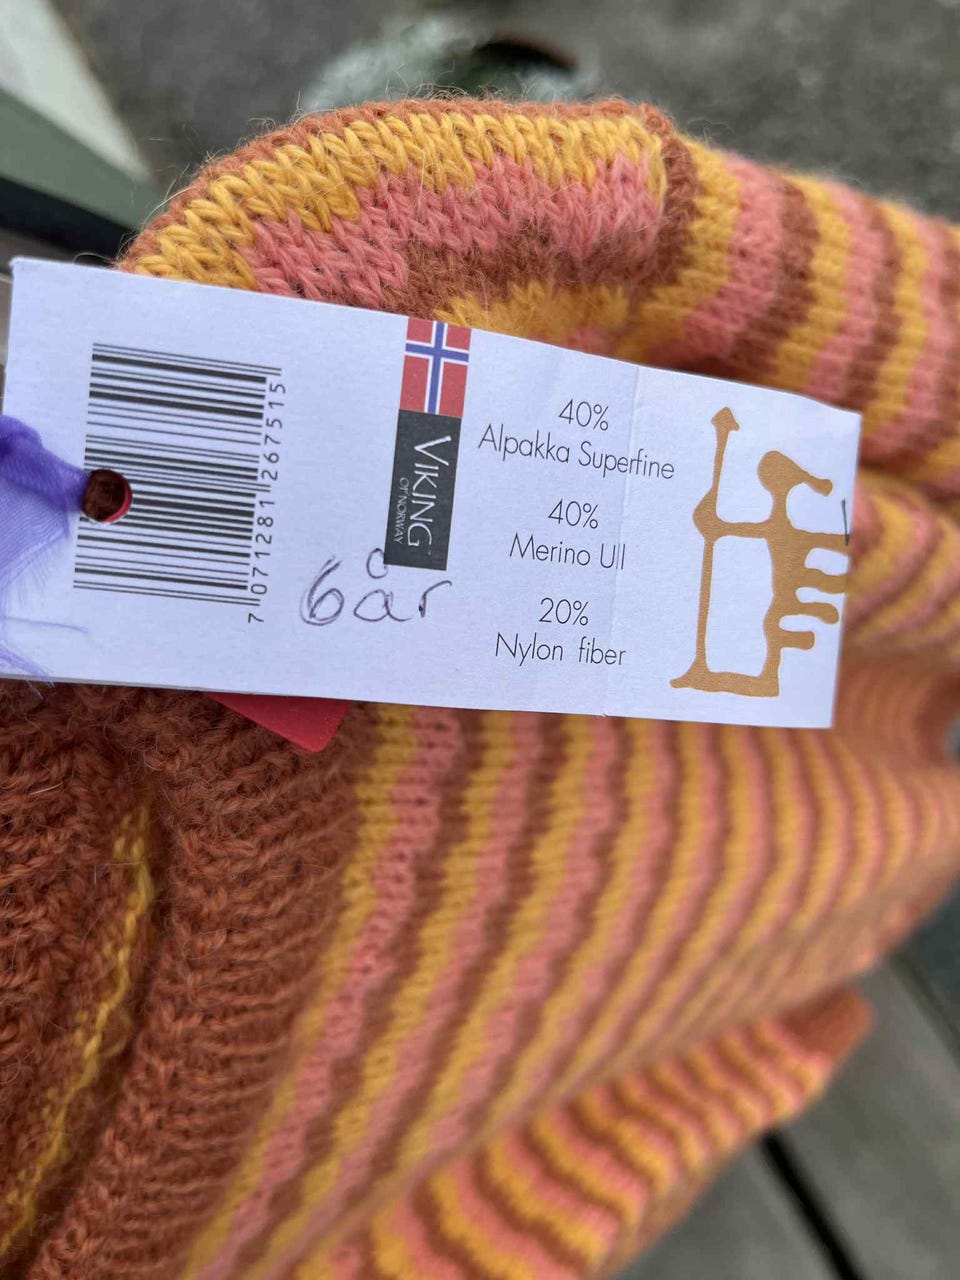 7 071281 267515
VIKING
OF NORWAY
6 år
40%
Alpakka Superfine
40%
Merino Ull
20%
Nylon fiber